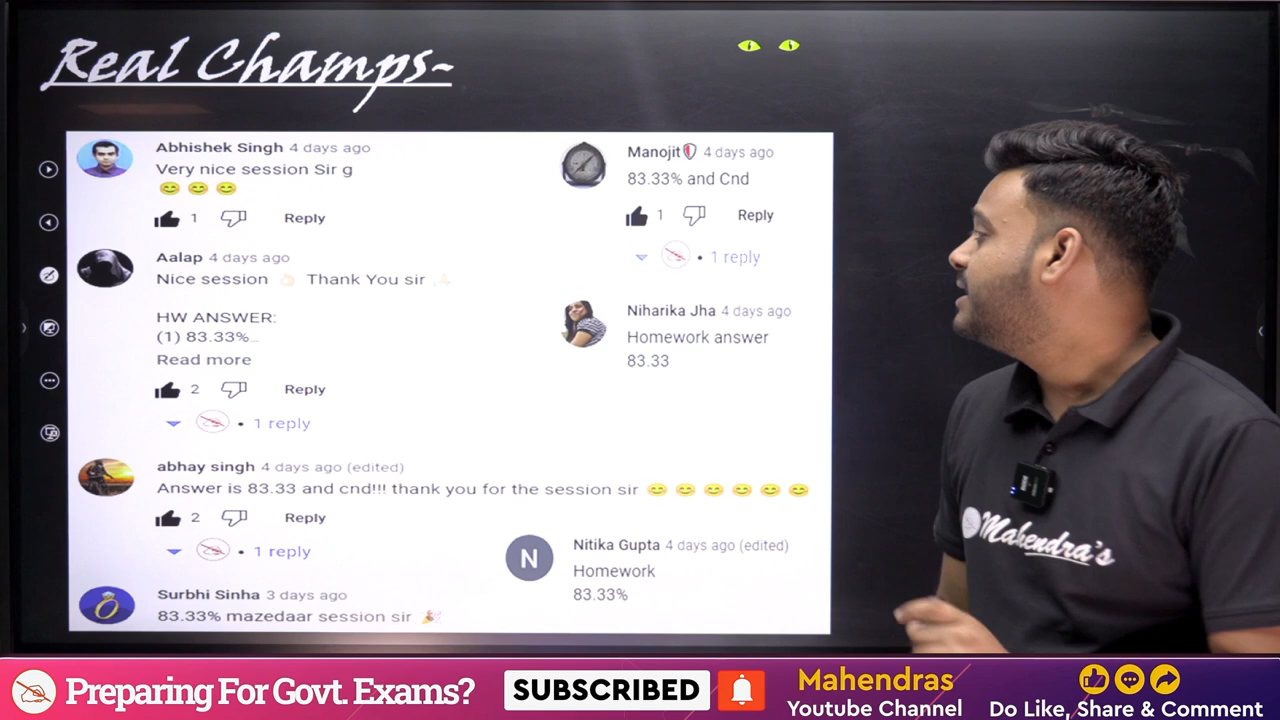 Real Champs-
Abhishek Singh 4 days ago
Very nice session Sir g
😊 😊 😊
1 Reply
Aalap 4 days ago
Nice session 👌🏻 Thank You sir 🙏🏻
HW ANSWER:
(1) 83.33%...
Read more
2 Reply
• 1 reply
abhay singh 4 days ago (edited)
Answer is 83.33 and cnd!!! thank you for the session sir 😊 😊 😊 😊 😊 😊
2 Reply
• 1 reply
Surbhi Sinha 3 days ago
83.33% mazedaar session sir 🎉
Manojit 4 days ago
83.33% and Cnd
1 Reply
• 1 reply
Niharika Jha 4 days ago
Homework answer
83.33
N
Nitika Gupta 4 days ago (edited)
Homework
83.33%
Mahendra's
Preparing For Govt. Exams?
SUBSCRIBED
Mahendras
Youtube Channel
Do Like, Share & Comment